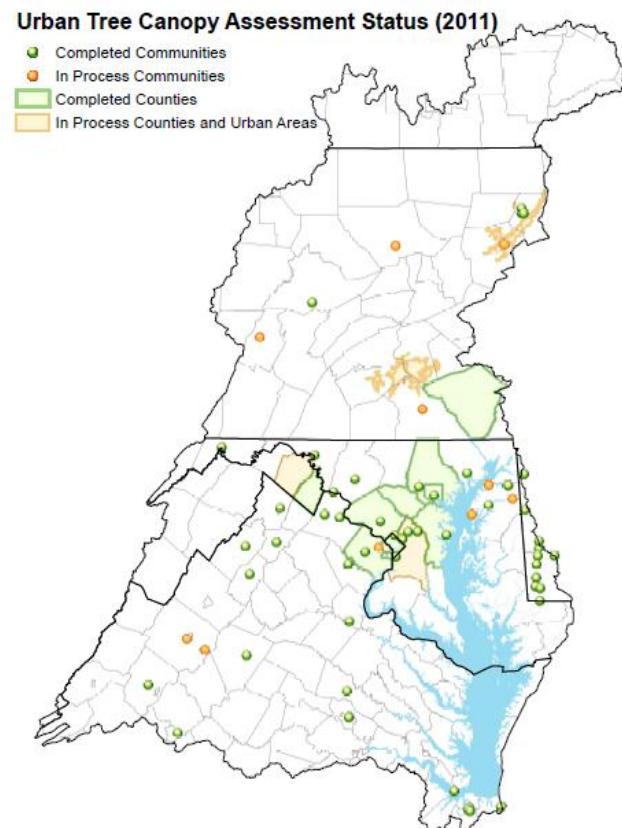 Urban Tree Canopy Assessment Status (2011)
Completed Communities
In Process Communities
Completed Counties
In Process Counties and Urban Areas